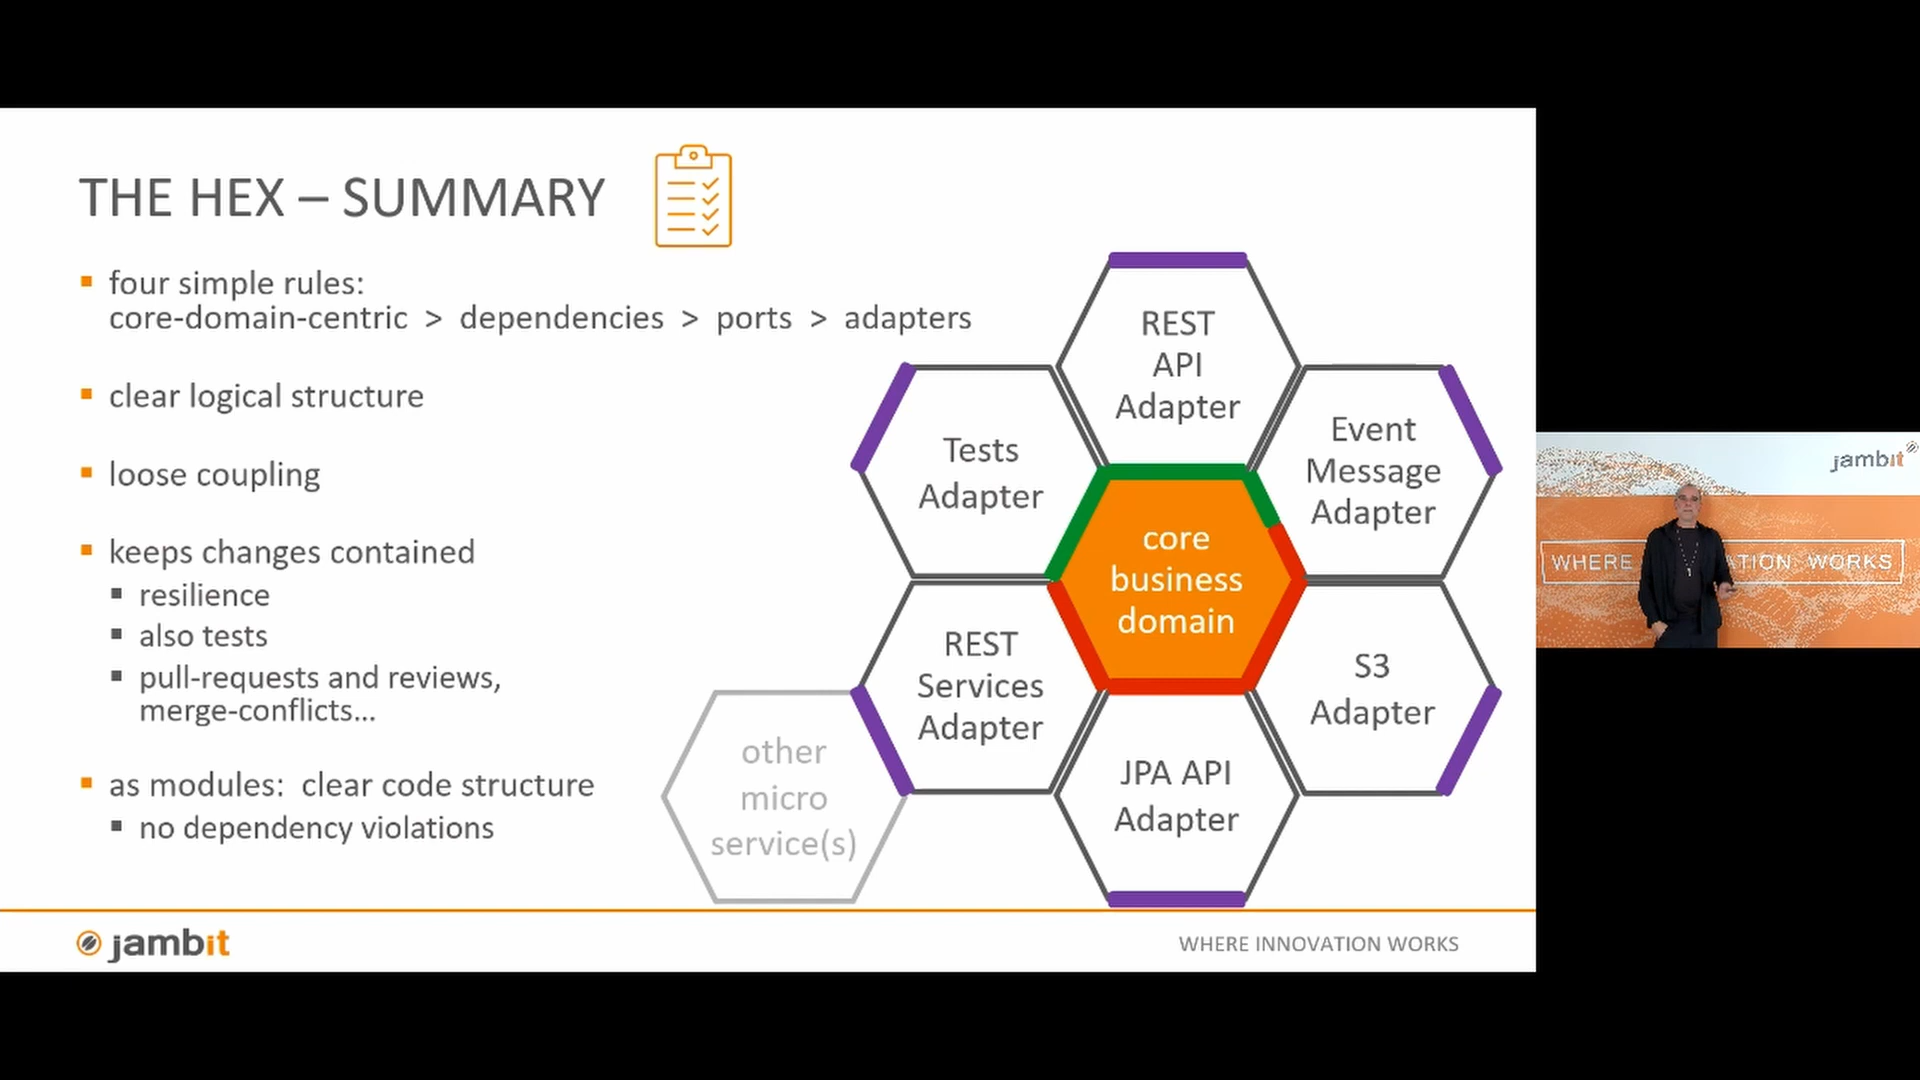 THE HEX – SUMMARY
four simple rules:
core-domain-centric > dependencies > ports > adapters
clear logical structure
loose coupling
keeps changes contained
resilience
also tests
pull-requests and reviews,
merge-conflicts...
as modules: clear code structure
no dependency violations
REST
API
Adapter
Tests
Adapter
Event
Message
Adapter
core
business
domain
REST
Services
Adapter
S3
Adapter
JPA API
Adapter
other
micro
service(s)
jambit
WHERE INNOVATION WORKS
jambit
WHERE ATION WORKS